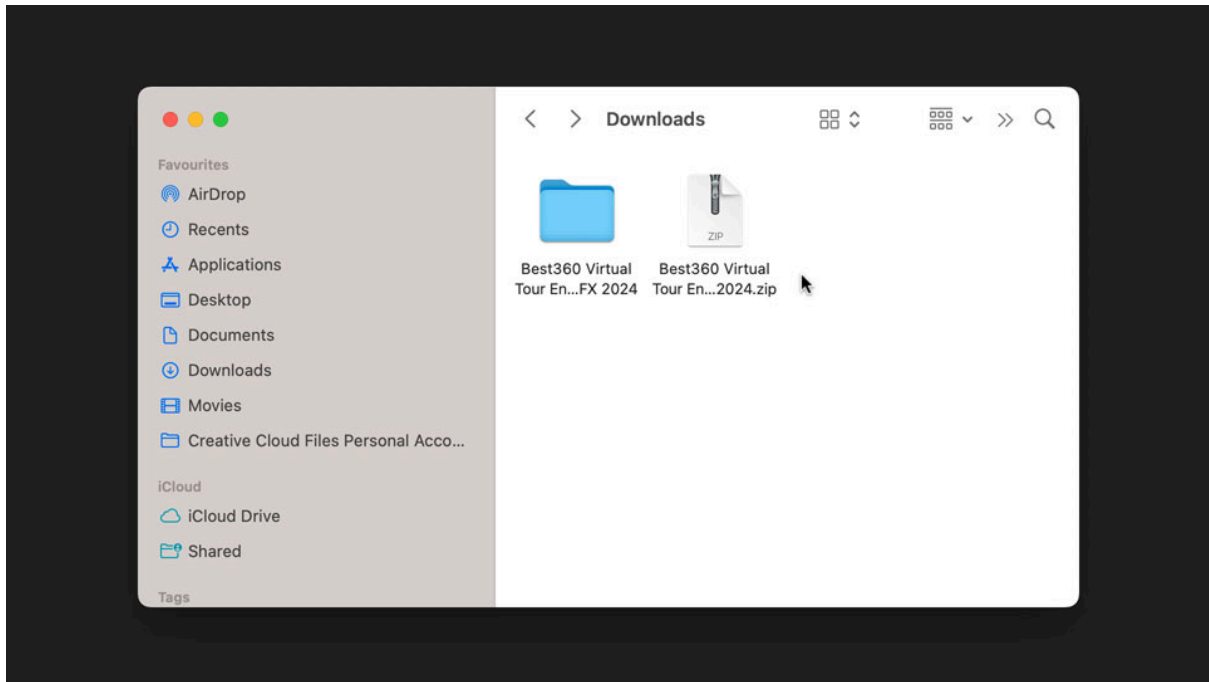 Downloads
Favourites
AirDrop
Recents
Applications
Desktop
Documents
Downloads
Movies
Creative Cloud Files Personal Acco...
iCloud
iCloud Drive
Shared
Tags
ZIP
Best360 Virtual
Tour En...FX 2024
Best360 Virtual
Tour En...2024.zip